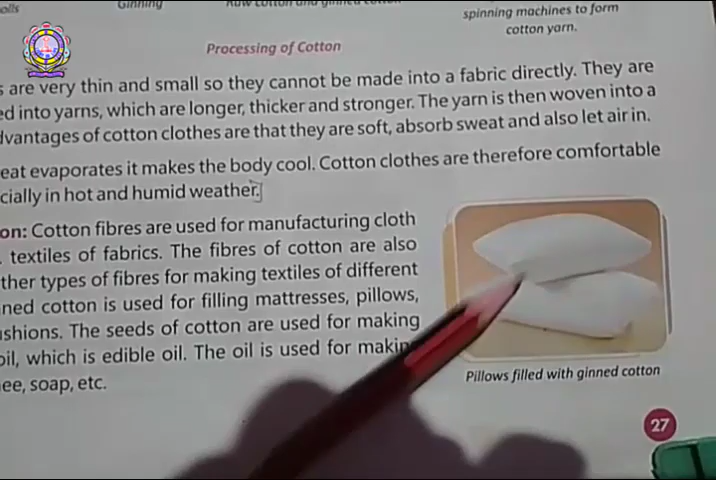 olls
Ginning
Raw cotton and ginned cotton
spinning machines to form
cotton yarn.
Processing of Cotton
s are very thin and small so they cannot be made into a fabric directly. They are
ed into yarns, which are longer, thicker and stronger. The yarn is then woven into a
dvantages of cotton clothes are that they are soft, absorb sweat and also let air in.
eat evaporates it makes the body cool. Cotton clothes are therefore comfortable
cially in hot and humid weather.
on: Cotton fibres are used for manufacturing cloth
textiles of fabrics. The fibres of cotton are also
ther types of fibres for making textiles of different
ned cotton is used for filling mattresses, pillows,
shions. The seeds of cotton are used for making
oil, which is edible oil. The oil is used for making
ee, soap, etc.
Pillows filled with ginned cotton
27